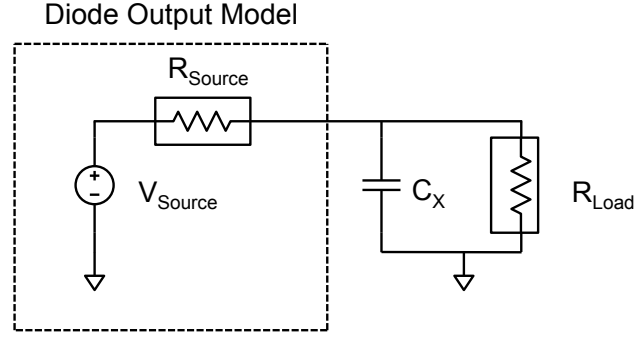 Diode Output Model
R_Source
+
−
V_Source
C_X
R_Load